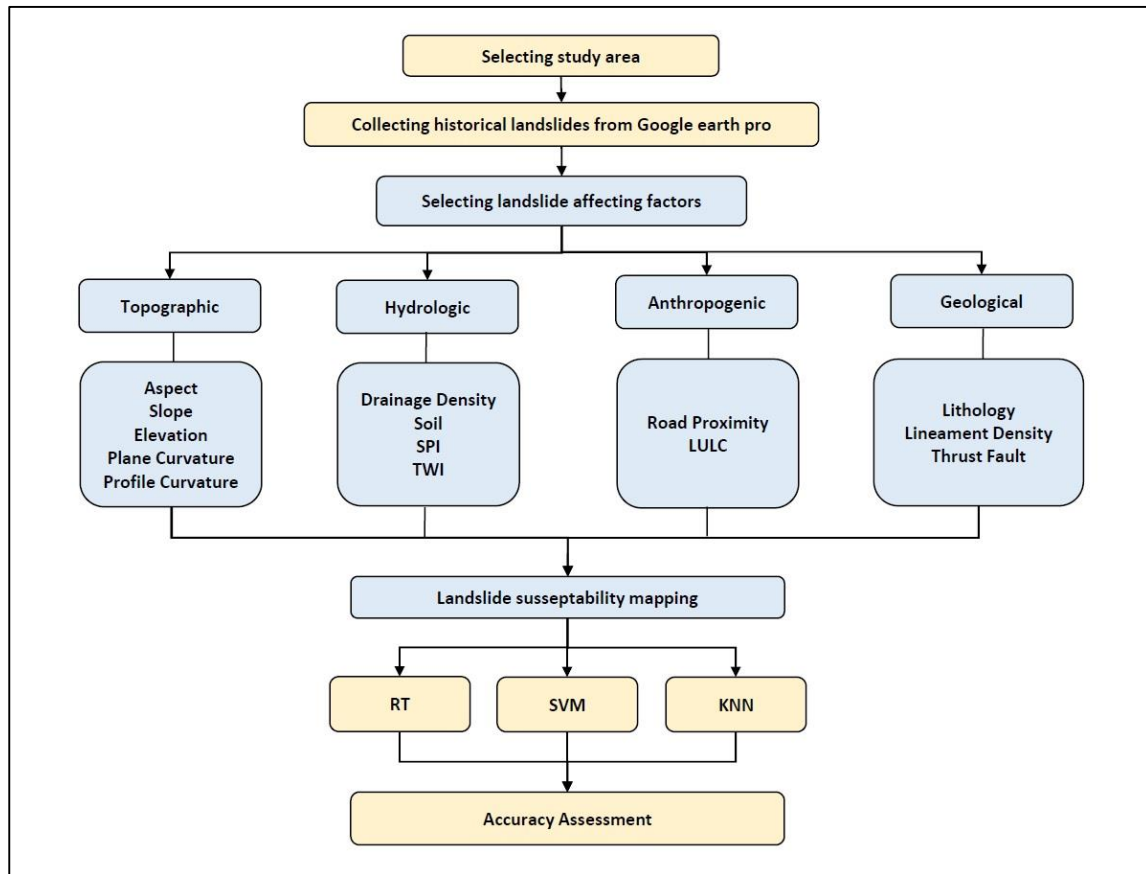 Selecting study area
Collecting historical landslides from Google earth pro
Selecting landslide affecting factors
Topographic
Hydrologic
Anthropogenic
Geological
Aspect
Slope
Elevation
Plane Curvature
Profile Curvature
Drainage Density
Soil
SPI
TWI
Road Proximity
LULC
Lithology
Lineament Density
Thrust Fault
Landslide susseptability mapping
RT
SVM
KNN
Accuracy Assessment